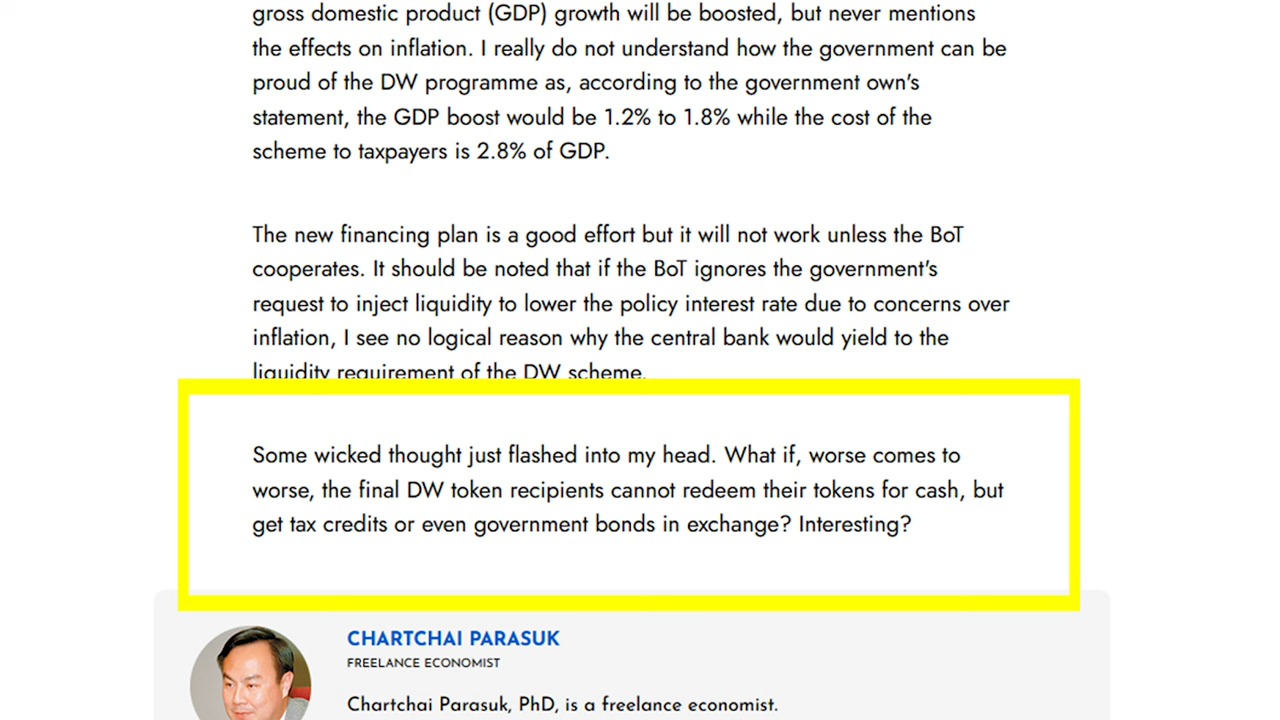 gross domestic product (GDP) growth will be boosted, but never mentions
the effects on inflation. I really do not understand how the government can be
proud of the DW programme as, according to the government own's
statement, the GDP boost would be 1.2% to 1.8% while the cost of the
scheme to taxpayers is 2.8% of GDP.
The new financing plan is a good effort but it will not work unless the BoT
cooperates. It should be noted that if the BoT ignores the government's
request to inject liquidity to lower the policy interest rate due to concerns over
inflation, I see no logical reason why the central bank would yield to the
liquidity requirement of the DW scheme.
Some wicked thought just flashed into my head. What if, worse comes to
worse, the final DW token recipients cannot redeem their tokens for cash, but
get tax credits or even government bonds in exchange? Interesting?
CHARTCHAI PARASUK
FREELANCE ECONOMIST
Chartchai Parasuk, PhD, is a freelance economist.